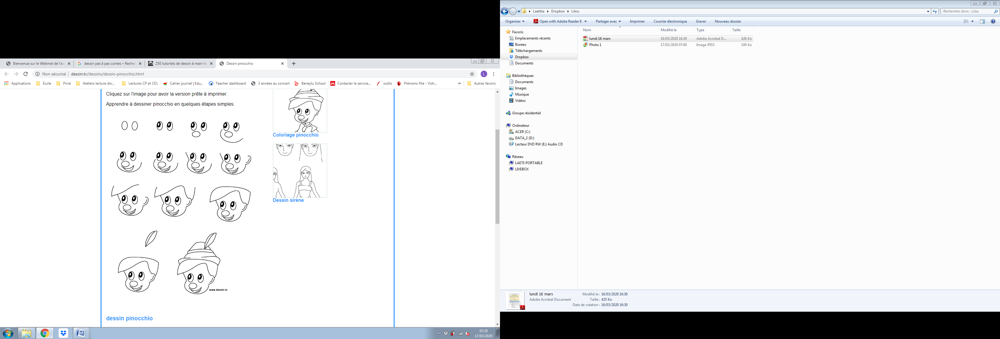 Bienvenue sur le Webmel de l'ac
dessin pas à pas contes – Recher
250 tutoriels de dessin à main le
Dessin pinocchio
Non sécurisé | dessin.tv/dessins/dessin-pinocchio.html
L
Applications
Ecole
Privé
Ateliers lecture dix...
Lectures CP et CE1
Cahier journal | Edu...
Teacher dashboard
3 années au concert
Beneylu School
Contacter le service...
outils
Prénoms fille - Votr...
»
Autres favoris
Cliquez sur l'image pour avoir la version prête à imprimer.
Apprendre à dessiner pinocchio en quelques étapes simples:
www.dessin.tv
dessin pinocchio
Coloriage pinocchio
Dessin sirène
07:35
17/03/2020
Laetitia
Dropbox
Lilou
Rechercher dans : Lilou
Organiser
Open with Adobe Reader 9
Partager avec
Imprimer
Courrier électronique
Graver
Nouveau dossier
Favoris
Emplacements récents
Bureau
Téléchargements
Dropbox
Documents
Bibliothèques
Documents
Images
Musique
Vidéos
Groupe résidentiel
Ordinateur
ACER (C:)
DATA_2 (D:)
Lecteur DVD RW (E:) Audio CD
Réseau
LAETI-PORTABLE
LIVEBOX
Nom Modifié le Type Taille
lundi 16 mars 16/03/2020 16:30 Adobe Acrobat D... 426 Ko
Photo 1 17/03/2020 07:00 Image JPEG 100 Ko
lundi 16 mars
Adobe Acrobat Document
Modifié le : 16/03/2020 16:30
Taille : 425 Ko
Date de création : 16/03/2020 16:30